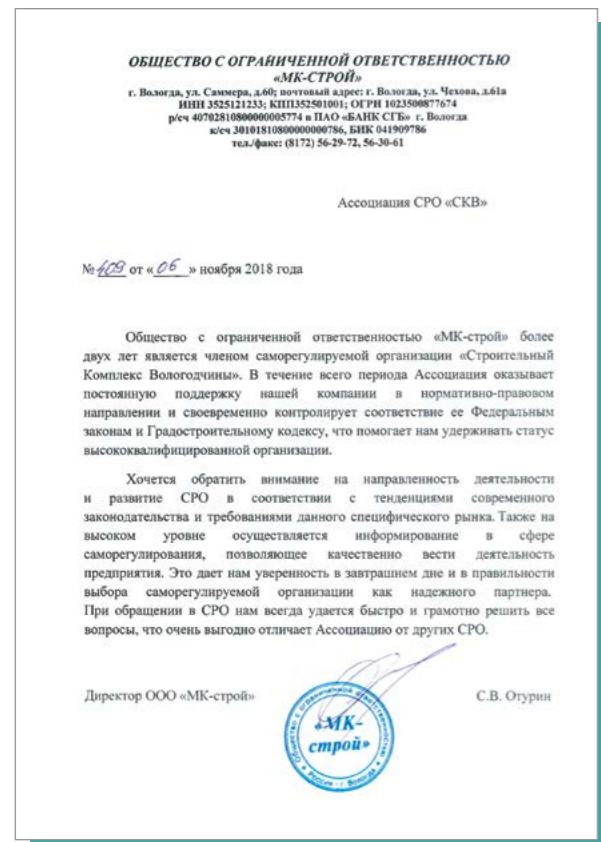 ОБЩЕСТВО С ОГРАНИЧЕННОЙ ОТВЕТСТВЕННОСТЬЮ
«МК-СТРОЙ»
г. Вологда, ул. Саммера, д.60; почтовый адрес: г. Вологда, ул. Чехова, д.61а
ИНН 3525121233; КПП352501001; ОГРН 1023500877674
р/сч 40702810800000005774 в ПАО «БАНК СГБ» г. Вологда
к/сч 30101810800000000786, БИК 041909786
тел./факс: (8172) 56-29-72, 56-30-61
Ассоциация СРО «СКВ»
№ 409 от « 06 » ноября 2018 года
Общество с ограниченной ответственностью «МК-строй» более
двух лет является членом саморегулируемой организации «Строительный
Комплекс Вологодчины». В течение всего периода Ассоциация оказывает
постоянную поддержку нашей компании в нормативно-правовом
направлении и своевременно контролирует соответствие ее Федеральным
законам и Градостроительному кодексу, что помогает нам удерживать статус
высококвалифицированной организации.
Хочется обратить внимание на направленность деятельности
и развитие СРО в соответствии с тенденциями современного
законодательства и требованиями данного специфического рынка. Также на
высоком уровне осуществляется информирование в сфере
саморегулирования, позволяющее качественно вести деятельность
предприятия. Это дает нам уверенность в завтрашнем дне и в правильности
выбора саморегулируемой организации как надежного партнера.
При обращении в СРО нам всегда удается быстро и грамотно решить все
вопросы, что очень выгодно отличает Ассоциацию от других СРО.
Директор ООО «МК-строй» С.В. Отурин
Общество с ограниченной ответственностью
«МК-
строй»
Россия - г. Вологда